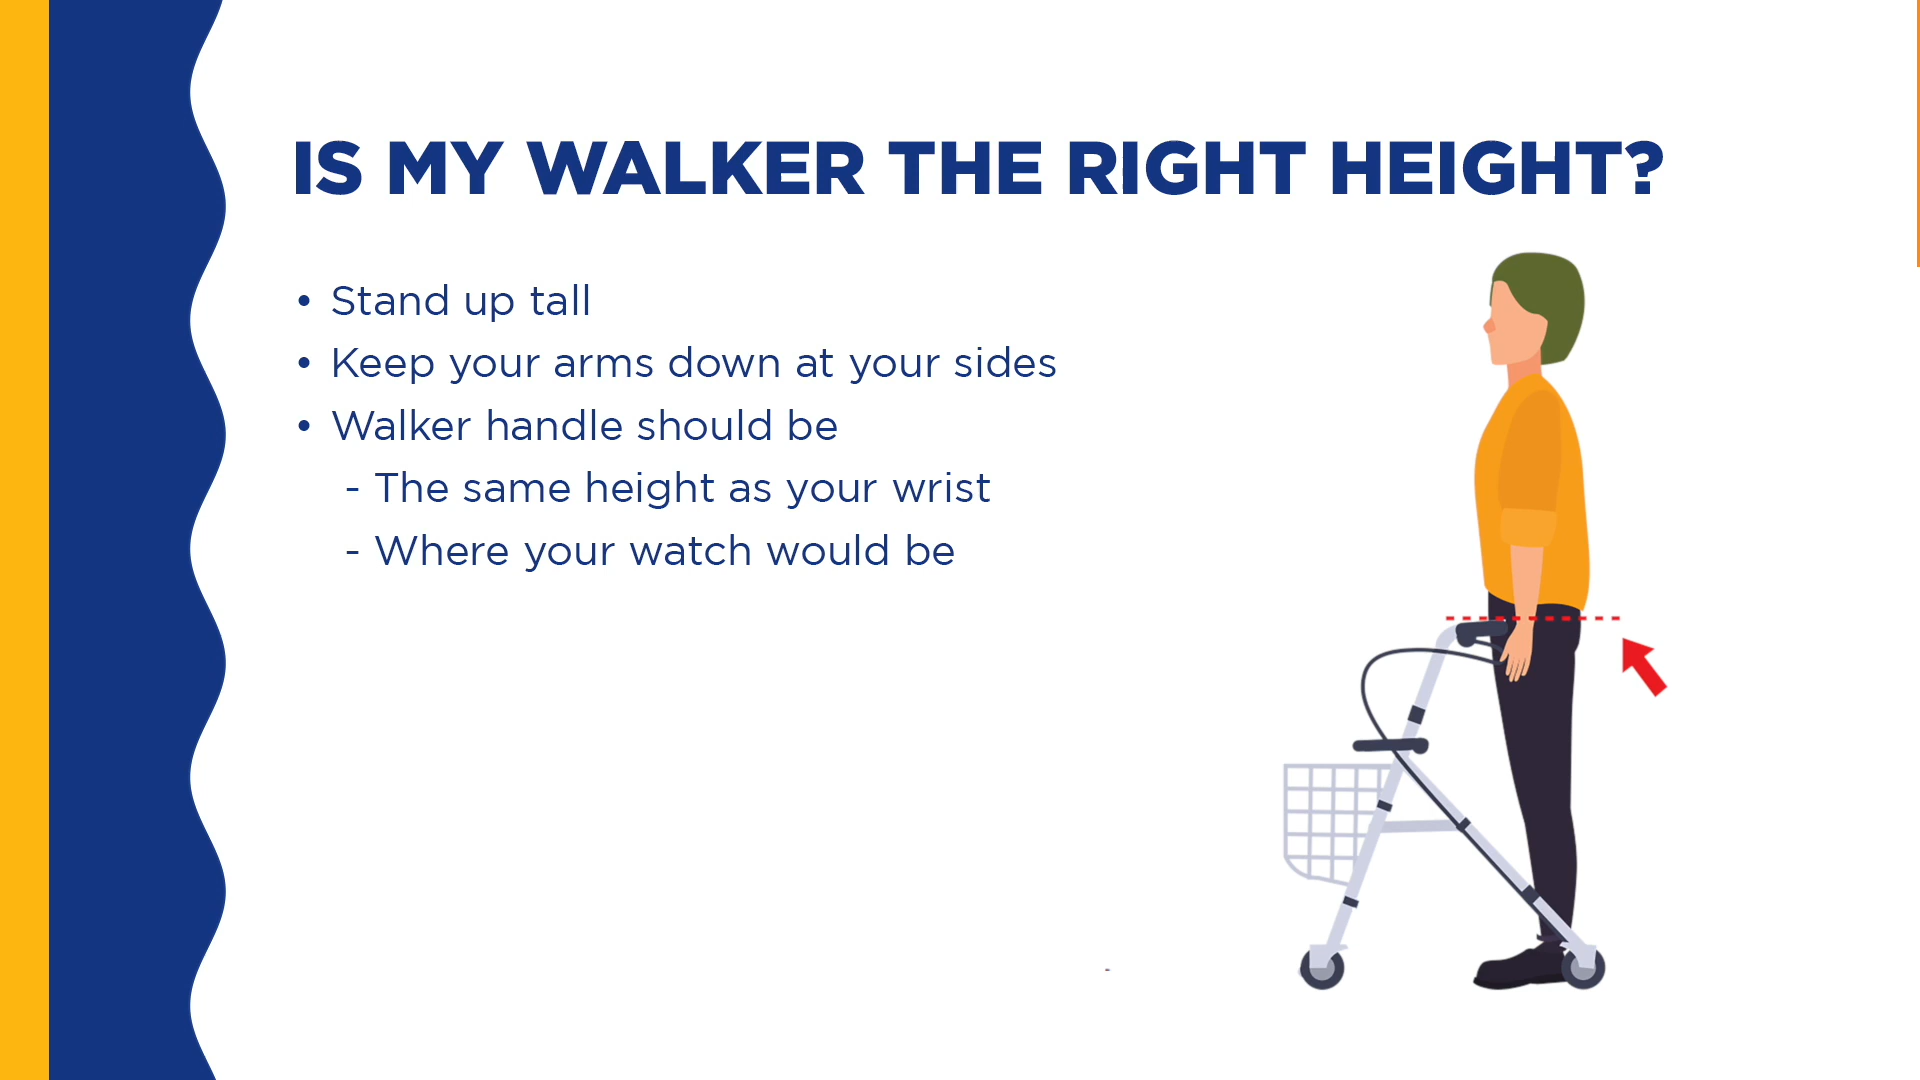 IS MY WALKER THE RIGHT HEIGHT?
• Stand up tall
• Keep your arms down at your sides
• Walker handle should be
- The same height as your wrist
- Where your watch would be